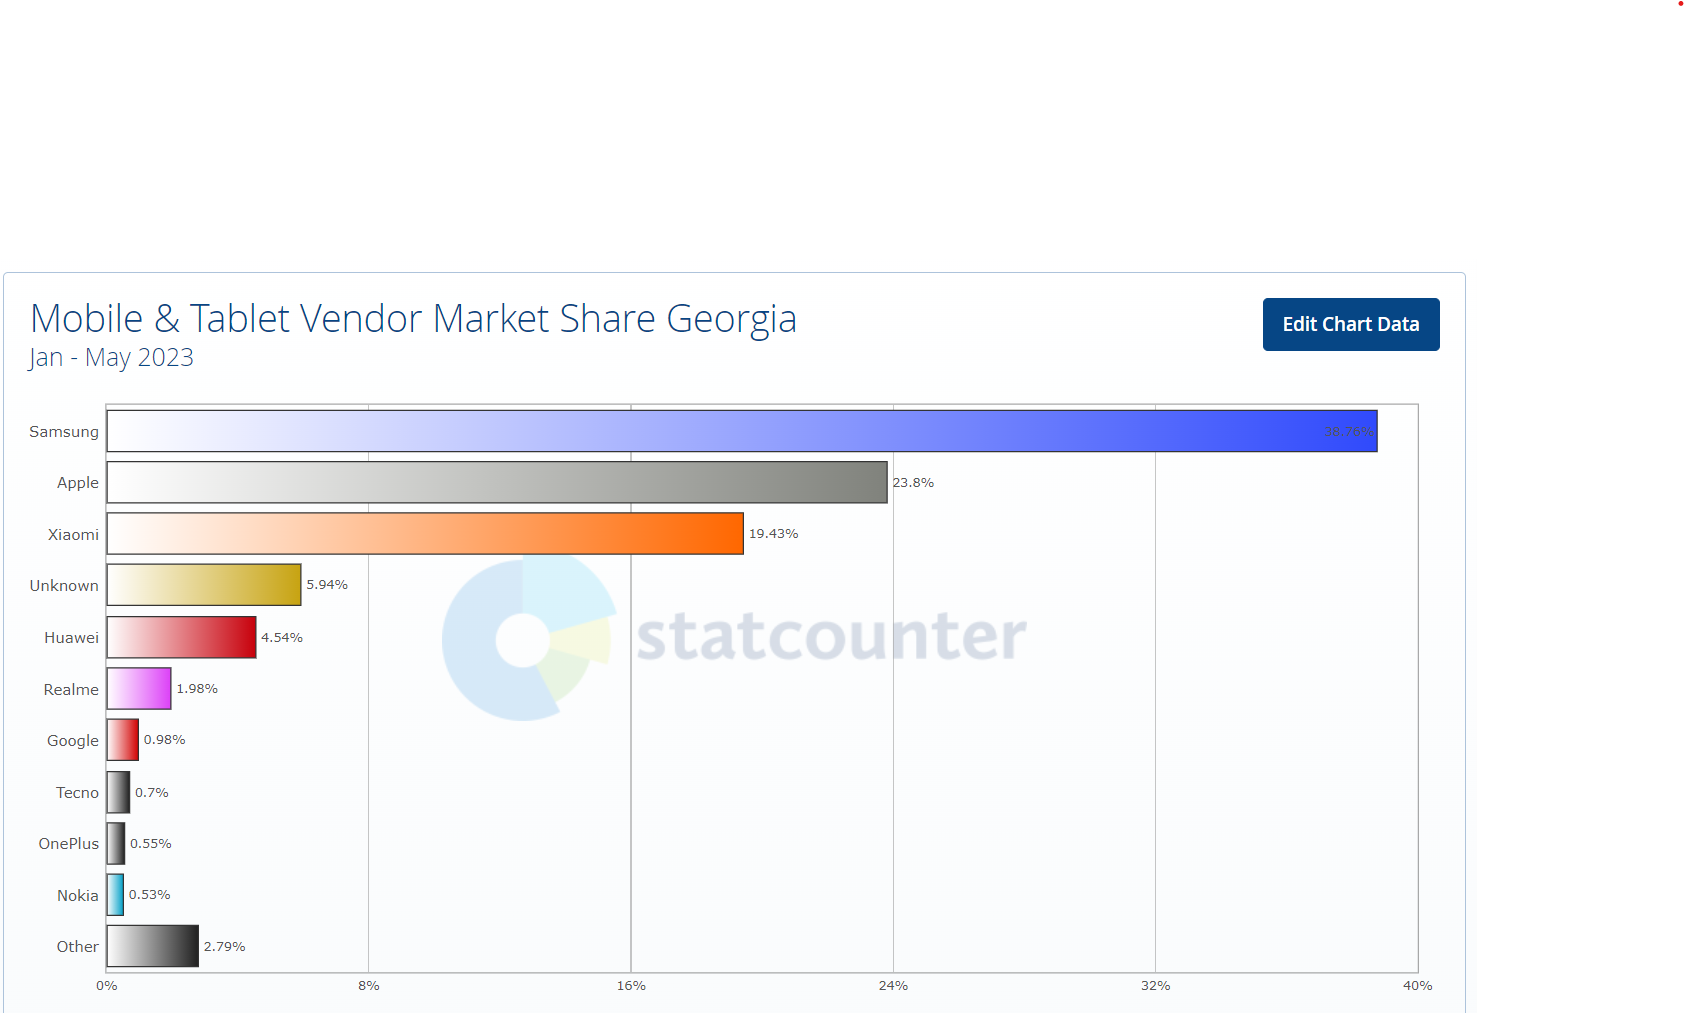 Mobile & Tablet Vendor Market Share Georgia
Edit Chart Data
Jan - May 2023
Samsung 38.76%
Apple 23.8%
Xiaomi 19.43%
Unknown 5.94%
Huawei 4.54%
Realme 1.98%
Google 0.98%
Tecno 0.7%
OnePlus 0.55%
Nokia 0.53%
Other 2.79%
0% 8% 16% 24% 32% 40%
statcounter